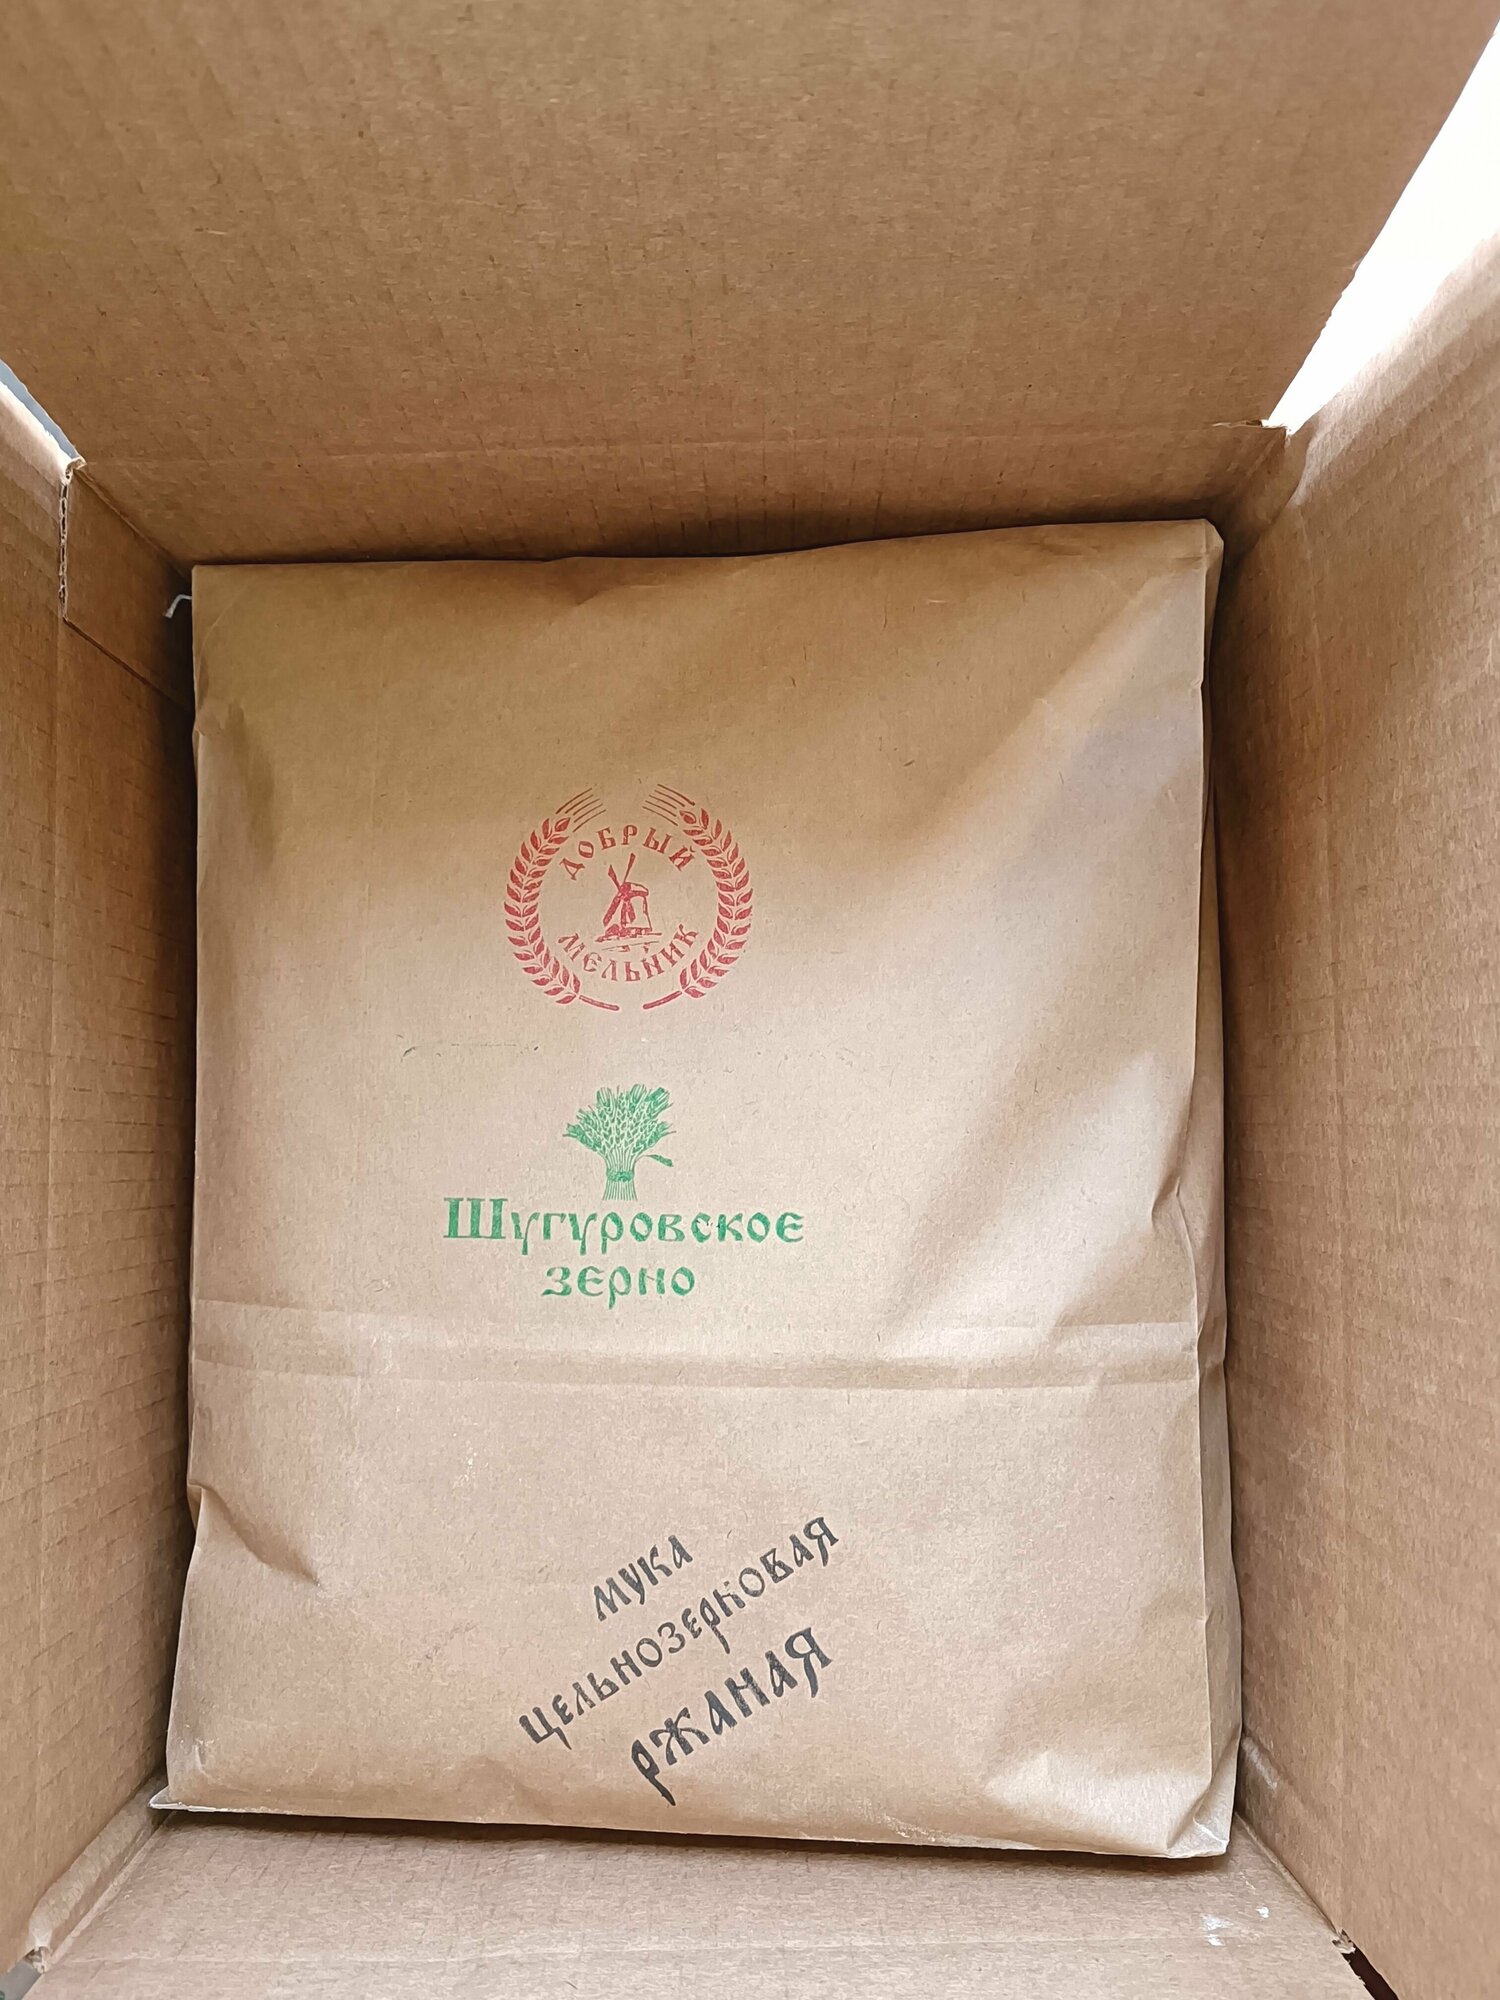 ДОБРЫЙ
МЕЛЬНИК
Шугуровское
зерно
МУКА
ЦЕЛЬНОЗЕРНОВАЯ
РЖАНАЯ